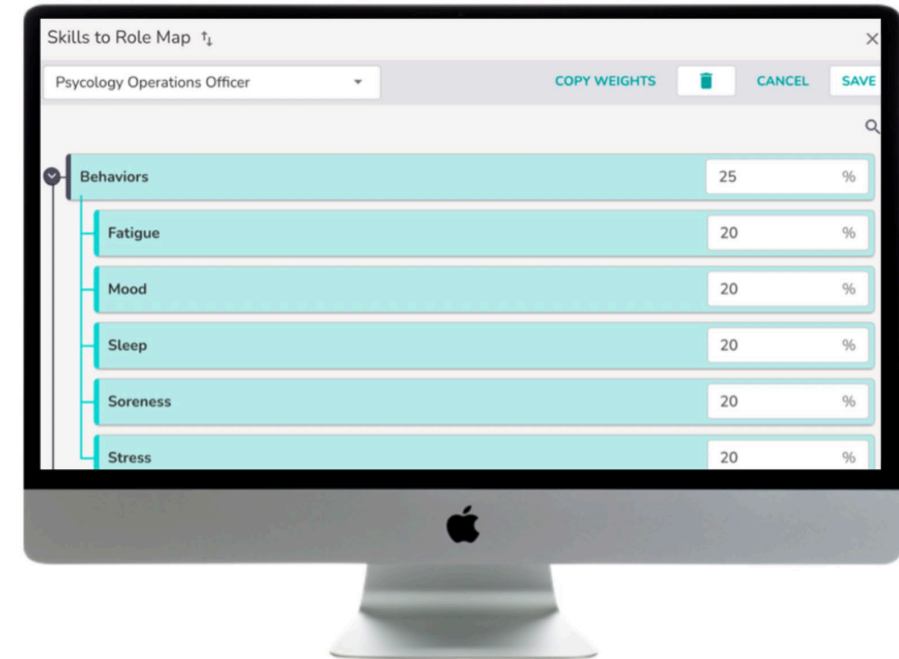 Skills to Role Map
Psycology Operations Officer
COPY WEIGHTS
CANCEL
SAVE
Behaviors 25 %
Fatigue 20 %
Mood 20 %
Sleep 20 %
Soreness 20 %
Stress 20 %